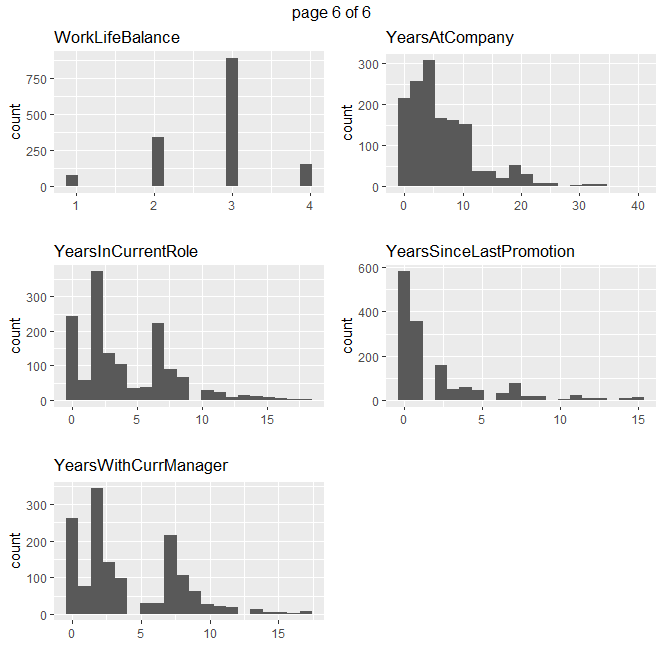 page 6 of 6
WorkLifeBalance
count
750
500
250
0
1 2 3 4
YearsAtCompany
count
300
200
100
0
0 10 20 30 40
YearsInCurrentRole
count
300
200
100
0
0 5 10 15
YearsSinceLastPromotion
count
600
400
200
0
0 5 10 15
YearsWithCurrManager
count
300
200
100
0
0 5 10 15